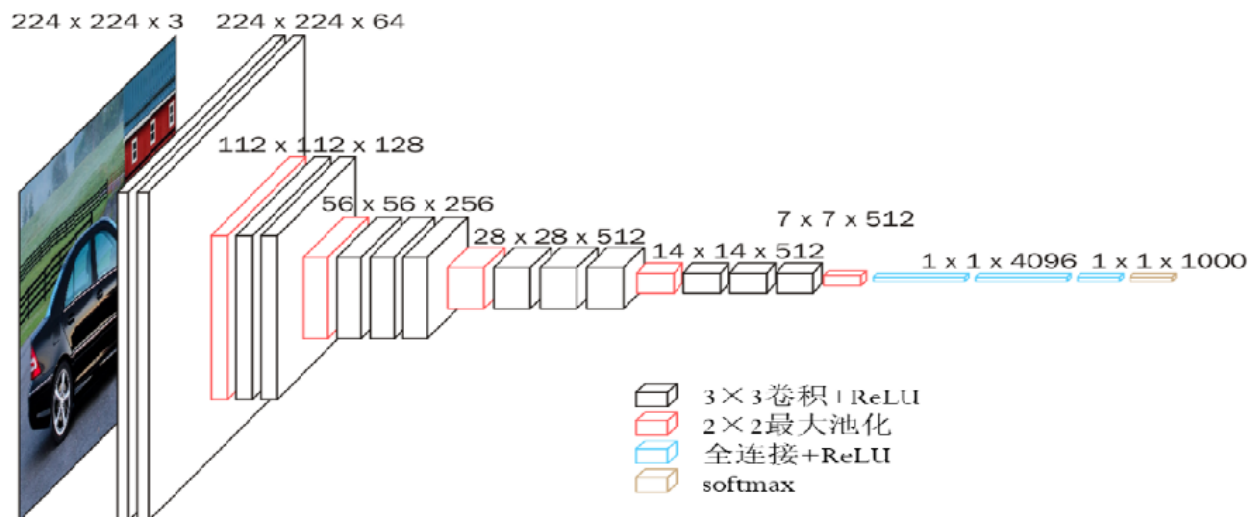 224 x 224 x 3
224 x 224 x 64
112 x 112 x 128
56 x 56 x 256
28 x 28 x 512
14 x 14 x 512
7 x 7 x 512
1 x 1 x 4096
1 x 1 x 1000
3×3卷积+ReLU
2×2最大池化
全连接+ReLU
softmax